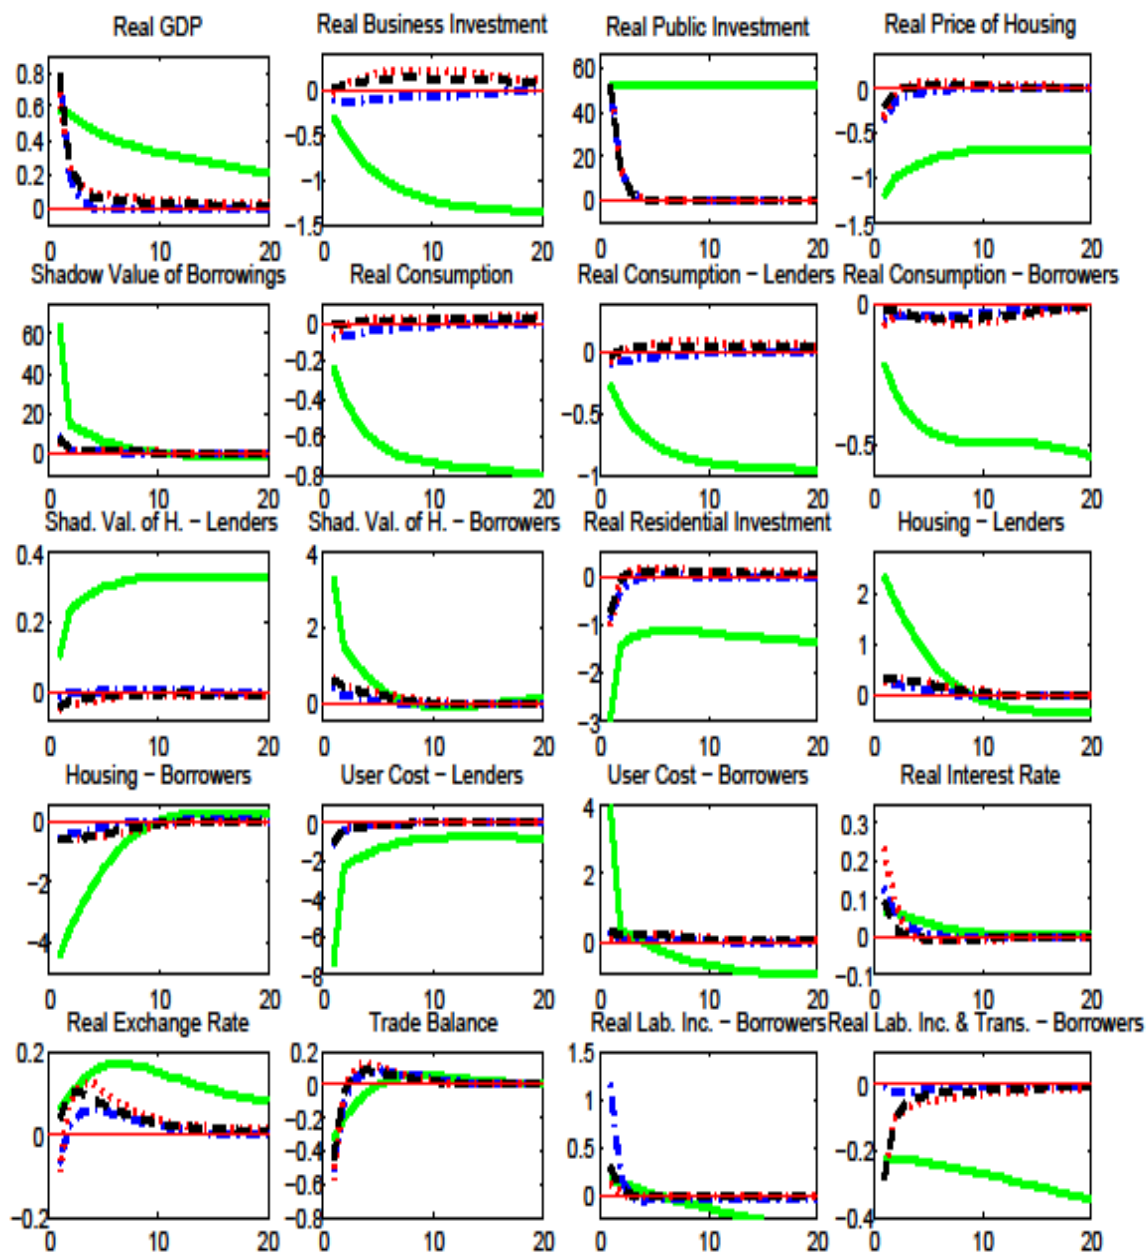 Real GDP
Real Business Investment
Real Public Investment
Real Price of Housing
0.8
0.6
0.4
0.2
0
0
−0.5
−1
−1.5
60
40
20
0
0
−0.5
−1
−1.5
0 10 20
0 10 20
0 10 20
0 10 20
Shadow Value of Borrowings
Real Consumption
Real Consumption − Lenders
Real Consumption − Borrowers
60
40
20
0
0
−0.2
−0.4
−0.6
−0.8
0
−0.5
−1
0
−0.5
0 10 20
0 10 20
0 10 20
0 10 20
Shad. Val. of H. − Lenders
Shad. Val. of H. − Borrowers
Real Residential Investment
Housing − Lenders
0.4
0.2
0
4
2
0
0
−1
−2
−3
2
1
0
0 10 20
0 10 20
0 10 20
0 10 20
Housing − Borrowers
User Cost − Lenders
User Cost − Borrowers
Real Interest Rate
0
−2
−4
0
−2
−4
−6
−8
4
2
0
0.3
0.2
0.1
0
−0.1
0 10 20
0 10 20
0 10 20
0 10 20
Real Exchange Rate
Trade Balance
Real Lab. Inc. − Borrowers
Real Lab. Inc. & Trans. − Borrowers
0.2
0
−0.2
0.2
0
−0.2
−0.4
−0.6
−0.8
1.5
1
0.5
0
0
−0.2
−0.4
0 10 20
0 10 20
0 10 20
0 10 20